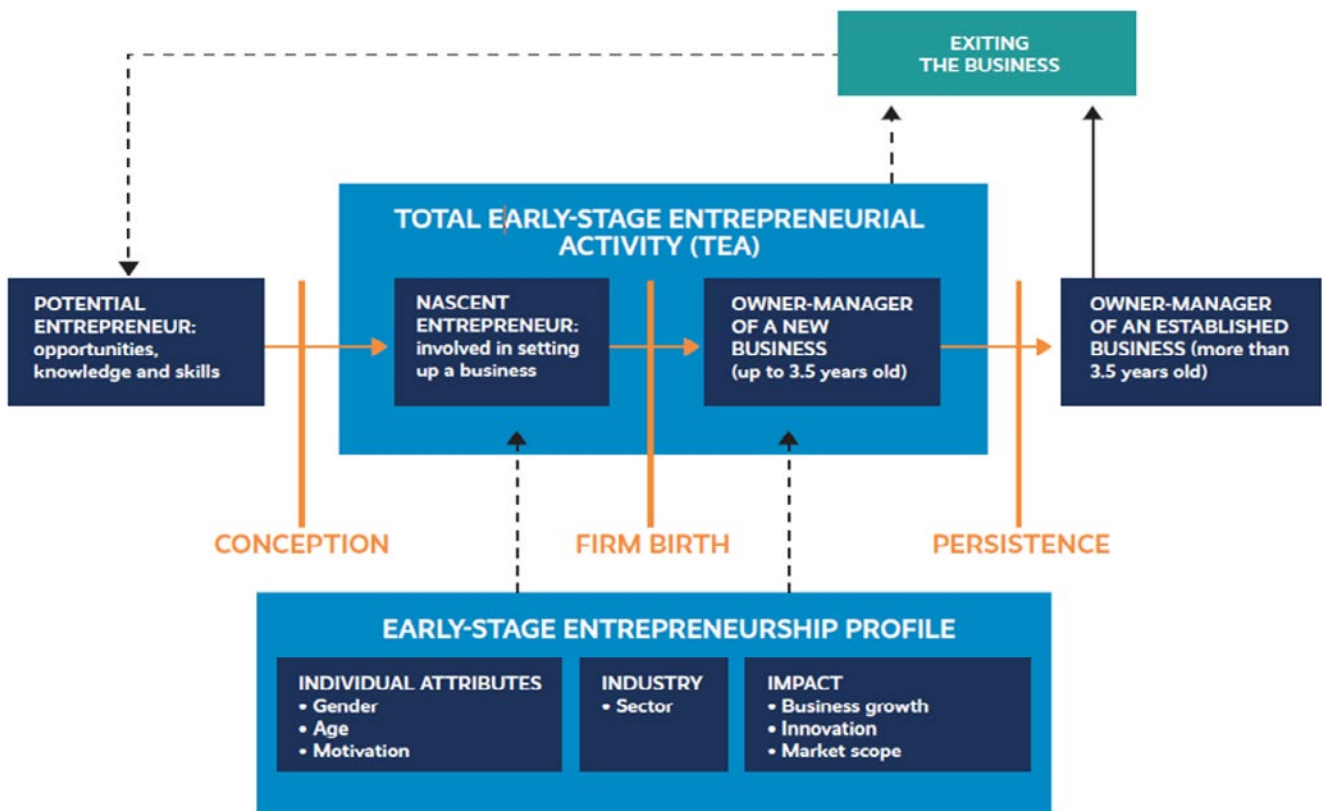 EXITING
THE BUSINESS
TOTAL EARLY-STAGE ENTREPRENEURIAL
ACTIVITY (TEA)
POTENTIAL
ENTREPRENEUR:
opportunities,
knowledge and skills
NASCENT
ENTREPRENEUR:
involved in setting
up a business
OWNER-MANAGER
OF A NEW
BUSINESS
(up to 3.5 years old)
OWNER-MANAGER
OF AN ESTABLISHED
BUSINESS (more than
3.5 years old)
CONCEPTION
FIRM BIRTH
PERSISTENCE
EARLY-STAGE ENTREPRENEURSHIP PROFILE
INDIVIDUAL ATTRIBUTES
• Gender
• Age
• Motivation
INDUSTRY
• Sector
IMPACT
• Business growth
• Innovation
• Market scope